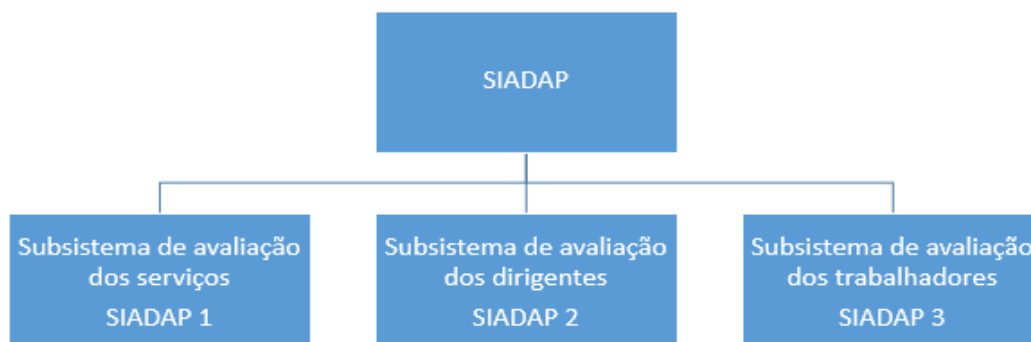 SIADAP
Subsistema de avaliação
dos serviços
SIADAP 1
Subsistema de avaliação
dos dirigentes
SIADAP 2
Subsistema de avaliação
dos trabalhadores
SIADAP 3